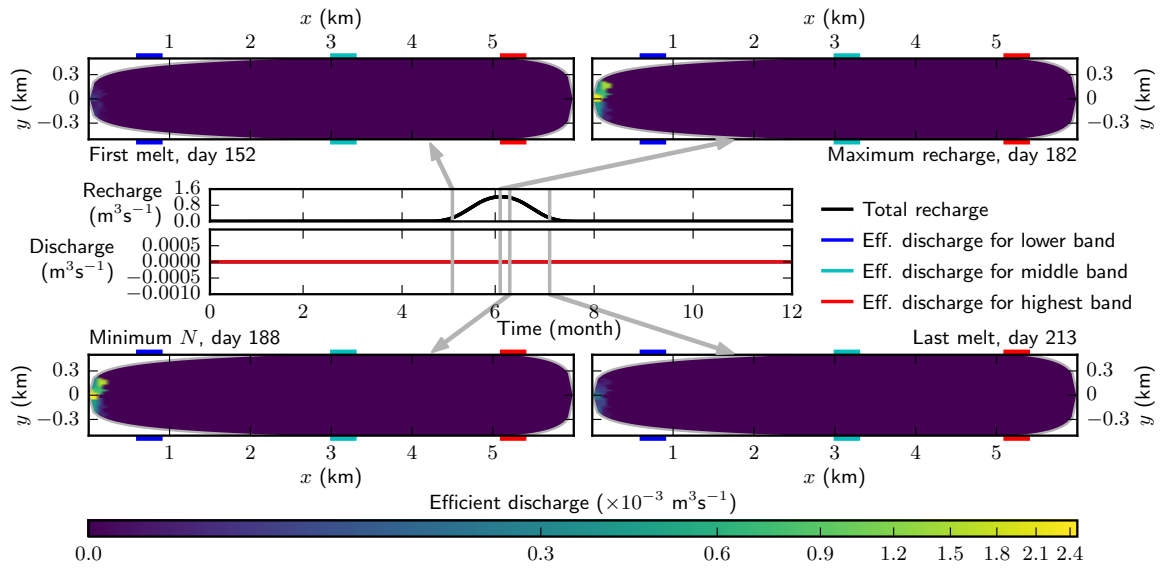 x (km)
x (km)
1 2 3 4 5
1 2 3 4 5
y (km)
0.3
0
−0.3
0.3
0
−0.3
y (km)
First melt, day 152
Maximum recharge, day 182
Recharge
(m³s⁻¹)
1.6
0.8
0.0
Discharge
(m³s⁻¹)
0.0005
0.0000
−0.0005
−0.0010
0 2 4 6 8 10 12
Time (month)
Total recharge
Eff. discharge for lower band
Eff. discharge for middle band
Eff. discharge for highest band
Minimum N, day 188
Last melt, day 213
y (km)
0.3
0
−0.3
0.3
0
−0.3
y (km)
1 2 3 4 5
1 2 3 4 5
x (km)
x (km)
Efficient discharge (×10⁻³ m³s⁻¹)
0.0 0.3 0.6 0.9 1.2 1.5 1.8 2.1 2.4